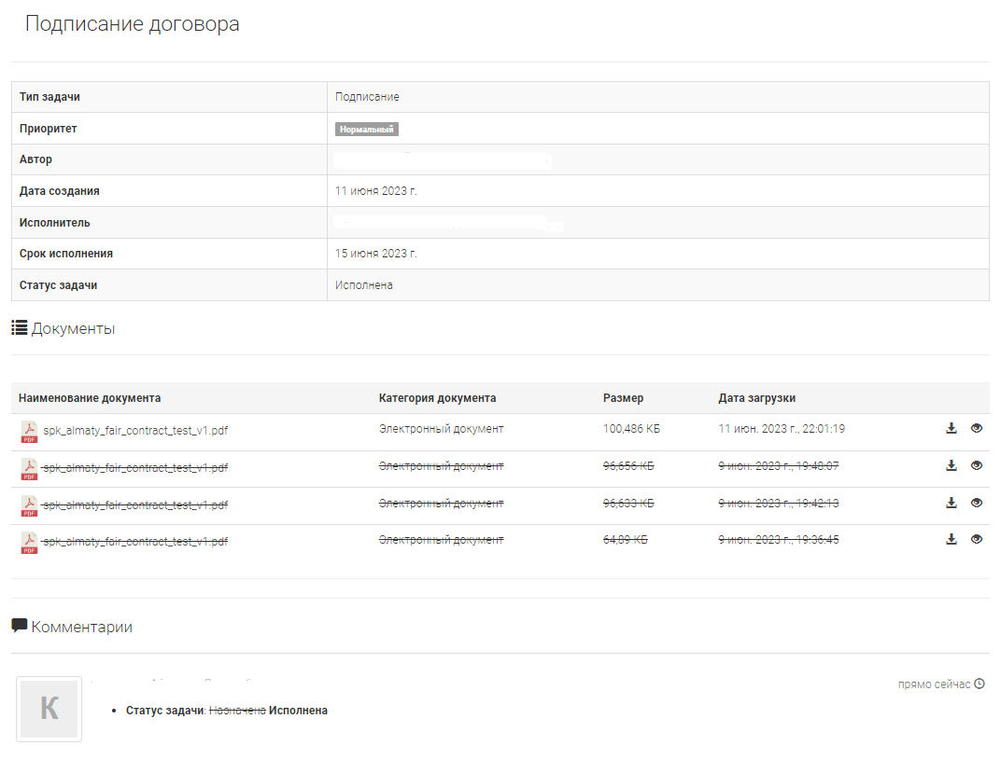 Подписание договора
Тип задачи Подписание
Приоритет Нормальный
Автор
Дата создания 11 июня 2023 г.
Исполнитель
Срок исполнения 15 июня 2023 г.
Статус задачи Исполнена
Документы
Наименование документа Категория документа Размер Дата загрузки
PDF spk_almaty_fair_contract_test_v1.pdf Электронный документ 100,486 КБ 11 июн. 2023 г., 22:01:19
PDF spk_almaty_fair_contract_test_v1.pdf Электронный документ 96,656 КБ 9 июн. 2023 г., 19:48:07
PDF spk_almaty_fair_contract_test_v1.pdf Электронный документ 96,633 КБ 9 июн. 2023 г., 19:42:13
PDF spk_almaty_fair_contract_test_v1.pdf Электронный документ 64,89 КБ 9 июн. 2023 г., 19:36:45
Комментарии
К
прямо сейчас
Статус задачи: Назначена Исполнена